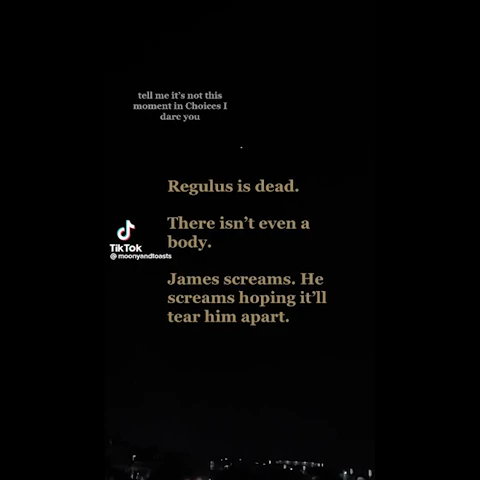 tell me it's not this
moment in Choices I
dare you
Regulus is dead.
There isn't even a
body.
James screams. He
screams hoping it'll
tear him apart.
TikTok
@ moonyandtoasts